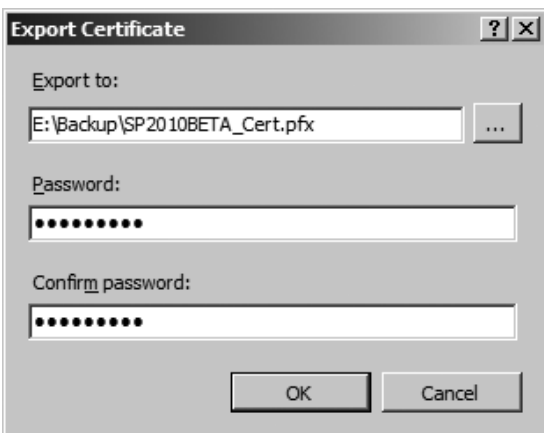 Export Certificate
Export to:
E:\Backup\SP2010BETA_Cert.pfx
...
Password:
●●●●●●●●●
Confirm password:
●●●●●●●●●
OK Cancel